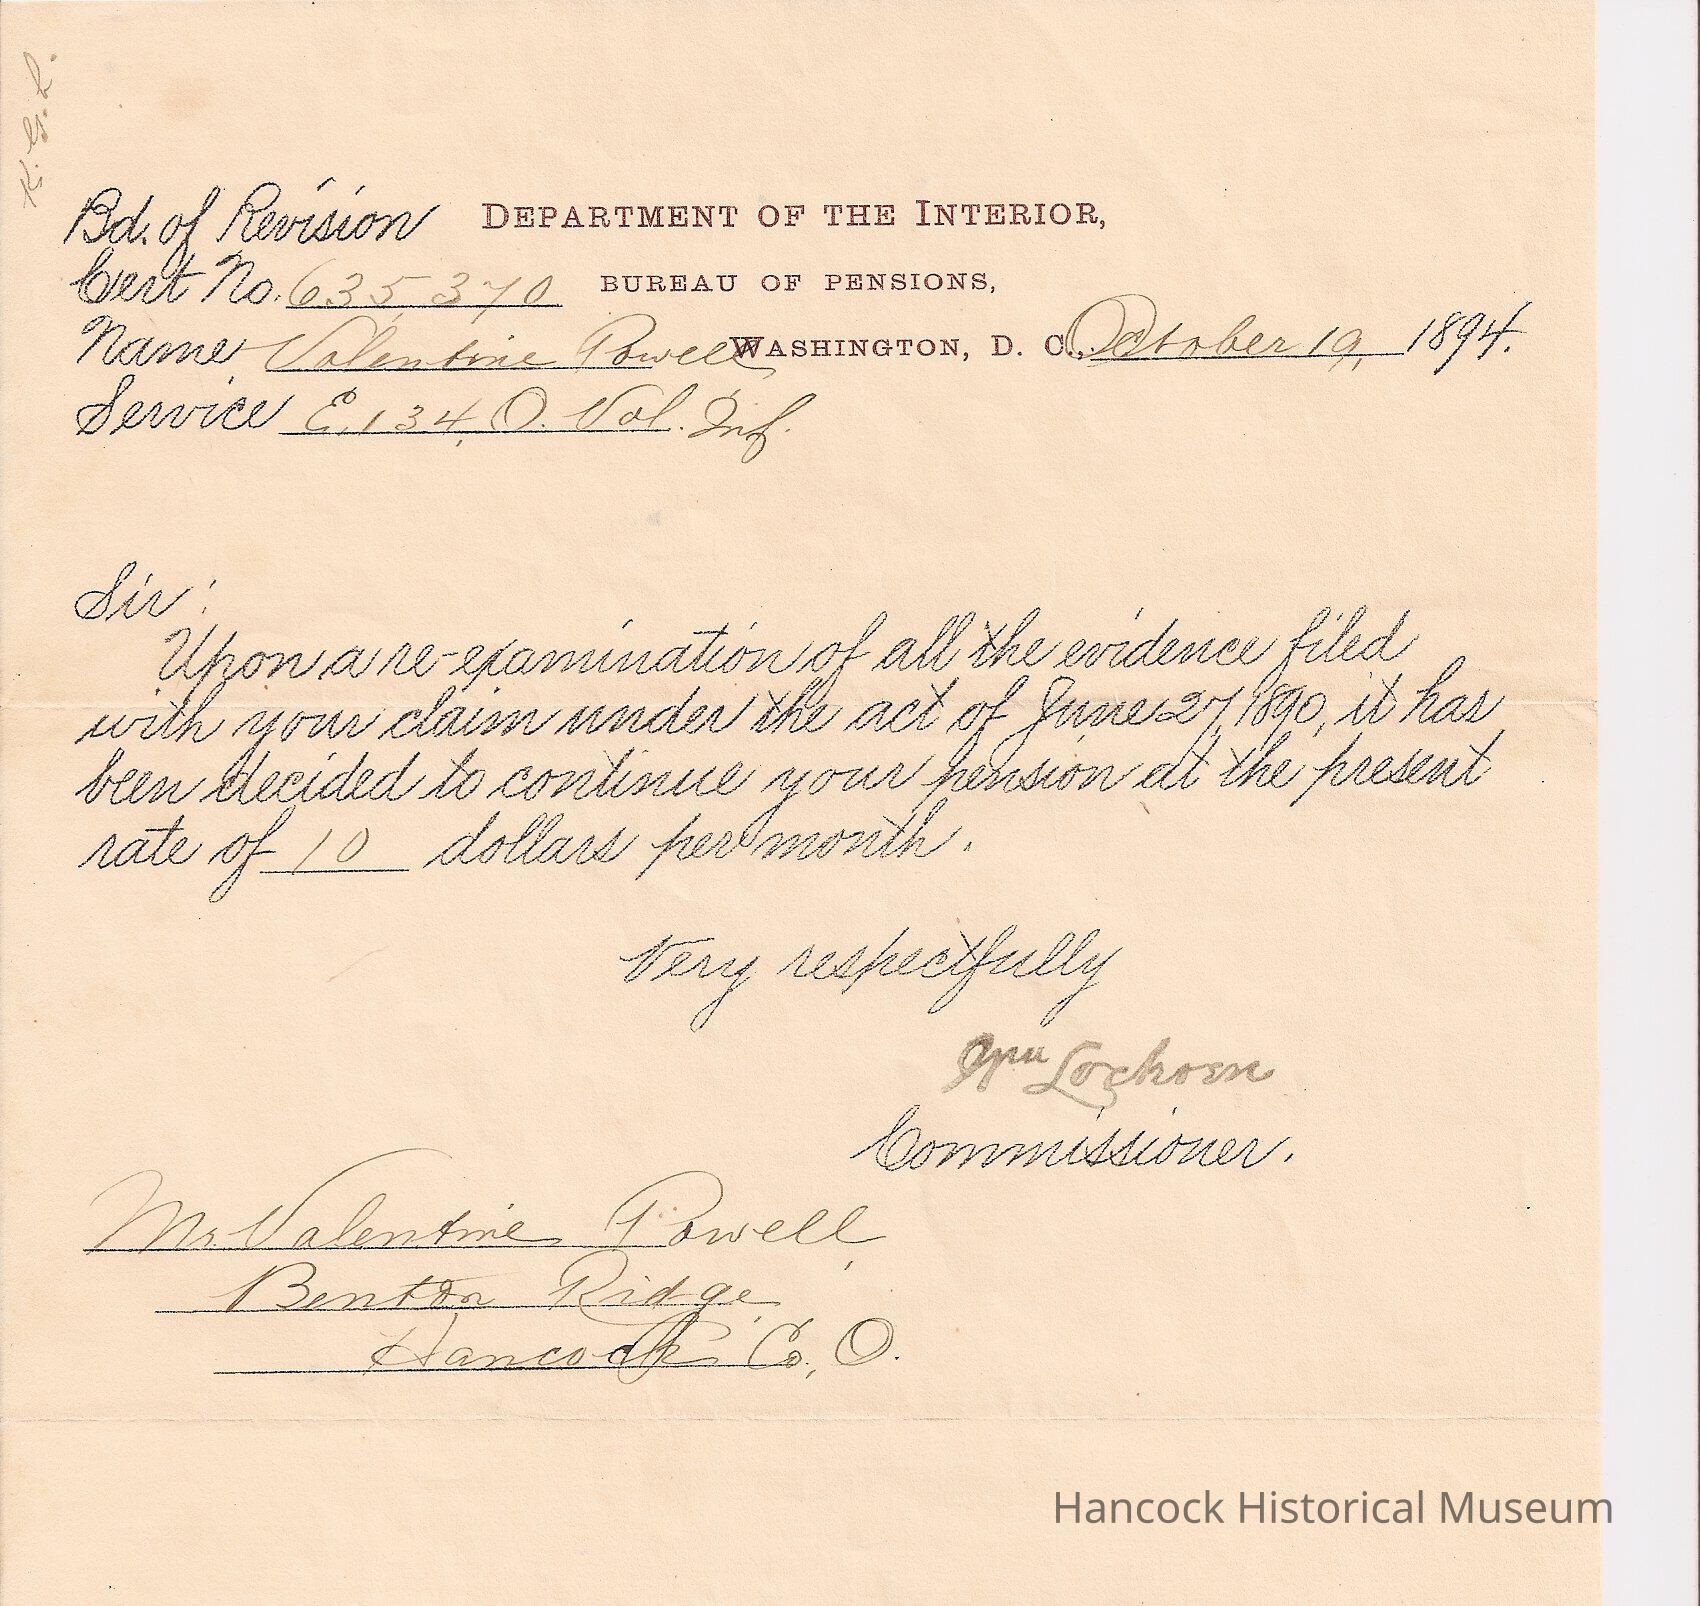 K. G. L.
Bd. of Revision DEPARTMENT OF THE INTERIOR,
Cert No. 635,370 BUREAU OF PENSIONS,
Name Valentine Powell WASHINGTON, D. C., October 19, 1894.
Service E. 134, O. Vol. Inf.
Sir:
Upon a re-examination of all the evidence filed
with your claim under the act of June 27, 1890, it has
been decided to continue your pension at the present
rate of 10 dollars per month.
Very respectfully
Wm Lochren
Commissioner.
Mr. Valentine Powell,
Benton Ridge,
Hancock Co., O.
Hancock Historical Museum